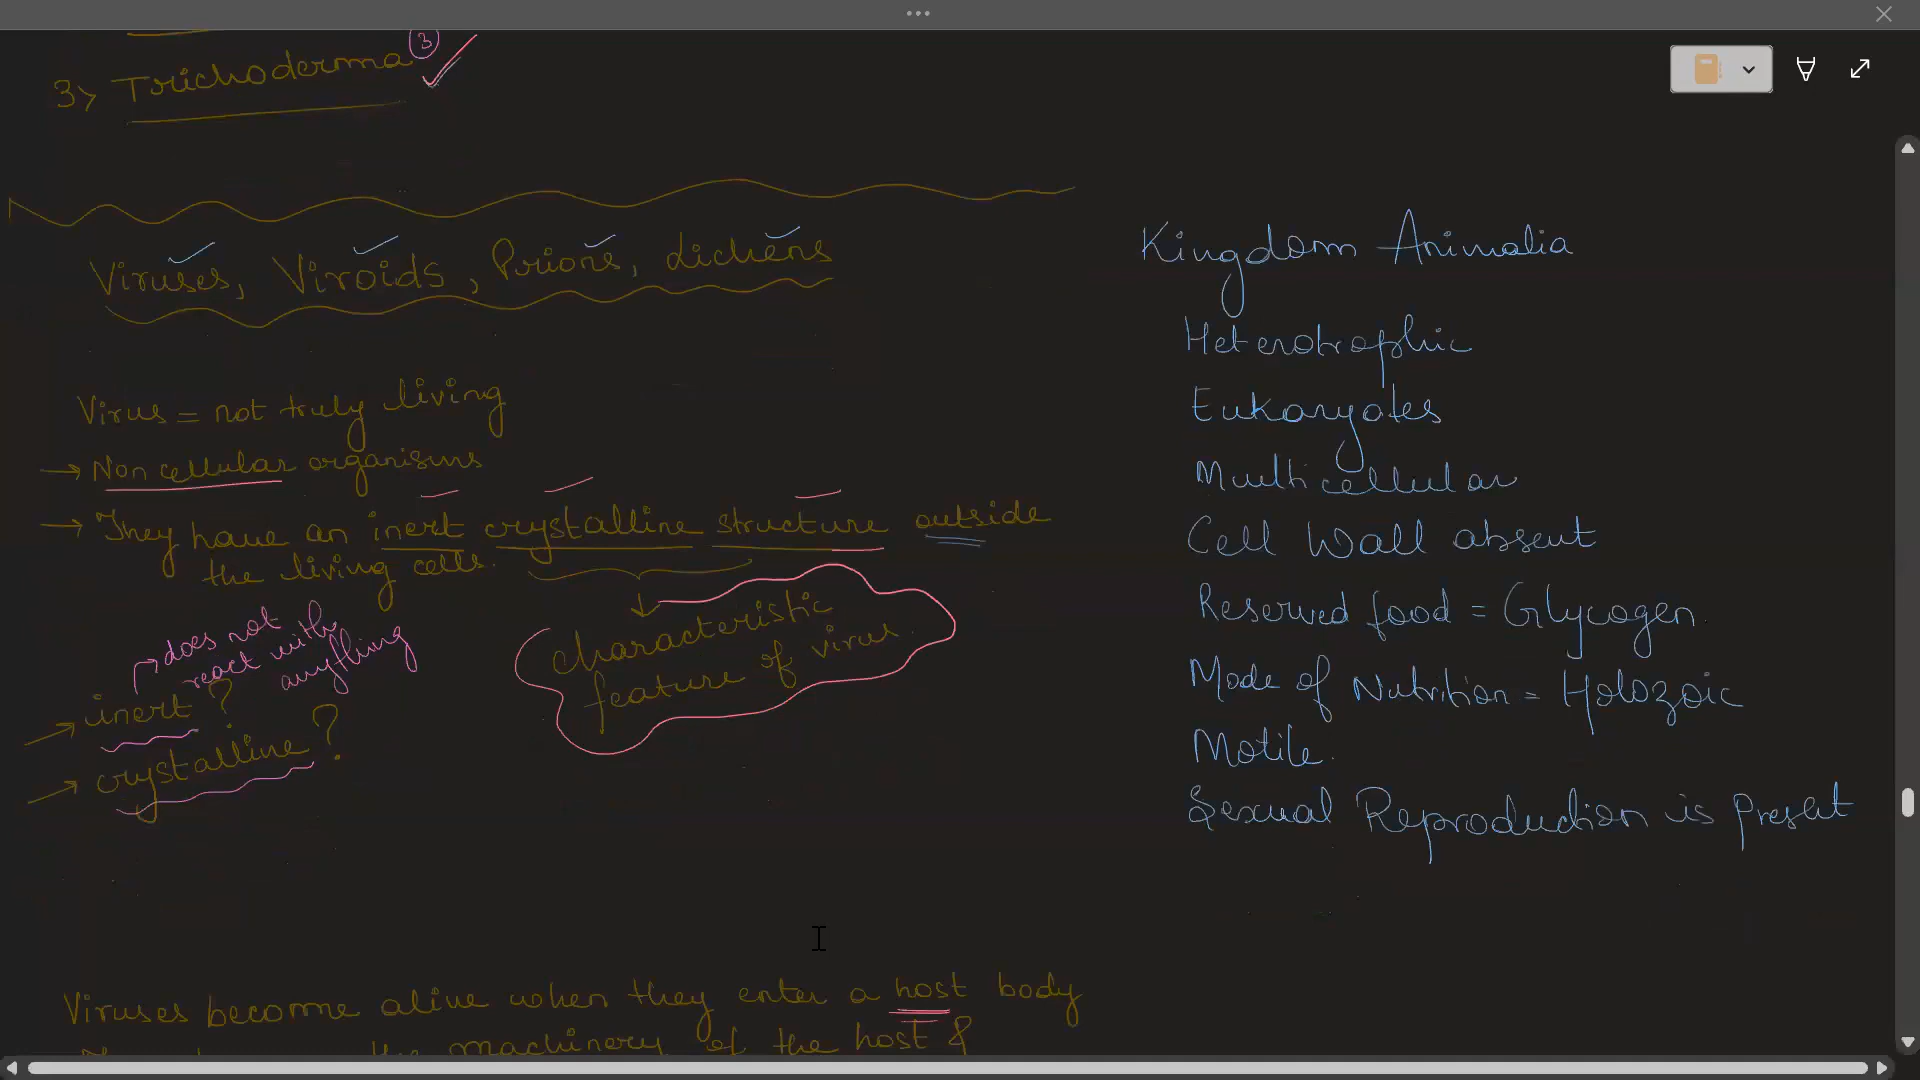 3
3> Trichoderma
Viruses, Viroids, Prions, Lichens
Virus = not truly living
→ Non cellular organisms
→ They have an inert crystalline structure outside
the living cells.
characteristic
feature of virus
→ does not
react with
anything
→ inert ?
→ crystalline ?
Viruses become alive when they enter a host body
the machinery of the host &
Kingdom Animalia
Heterotrophic
Eukaryotes
Multicellular
Cell Wall absent
Reserved food = Glycogen
Mode of Nutrition = Holozoic
Motile.
Sexual Reproduction is present